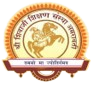 श्री शिवाजी शिक्षण संस्था अमरावती
तमसो मा ज्योतिर्गमय